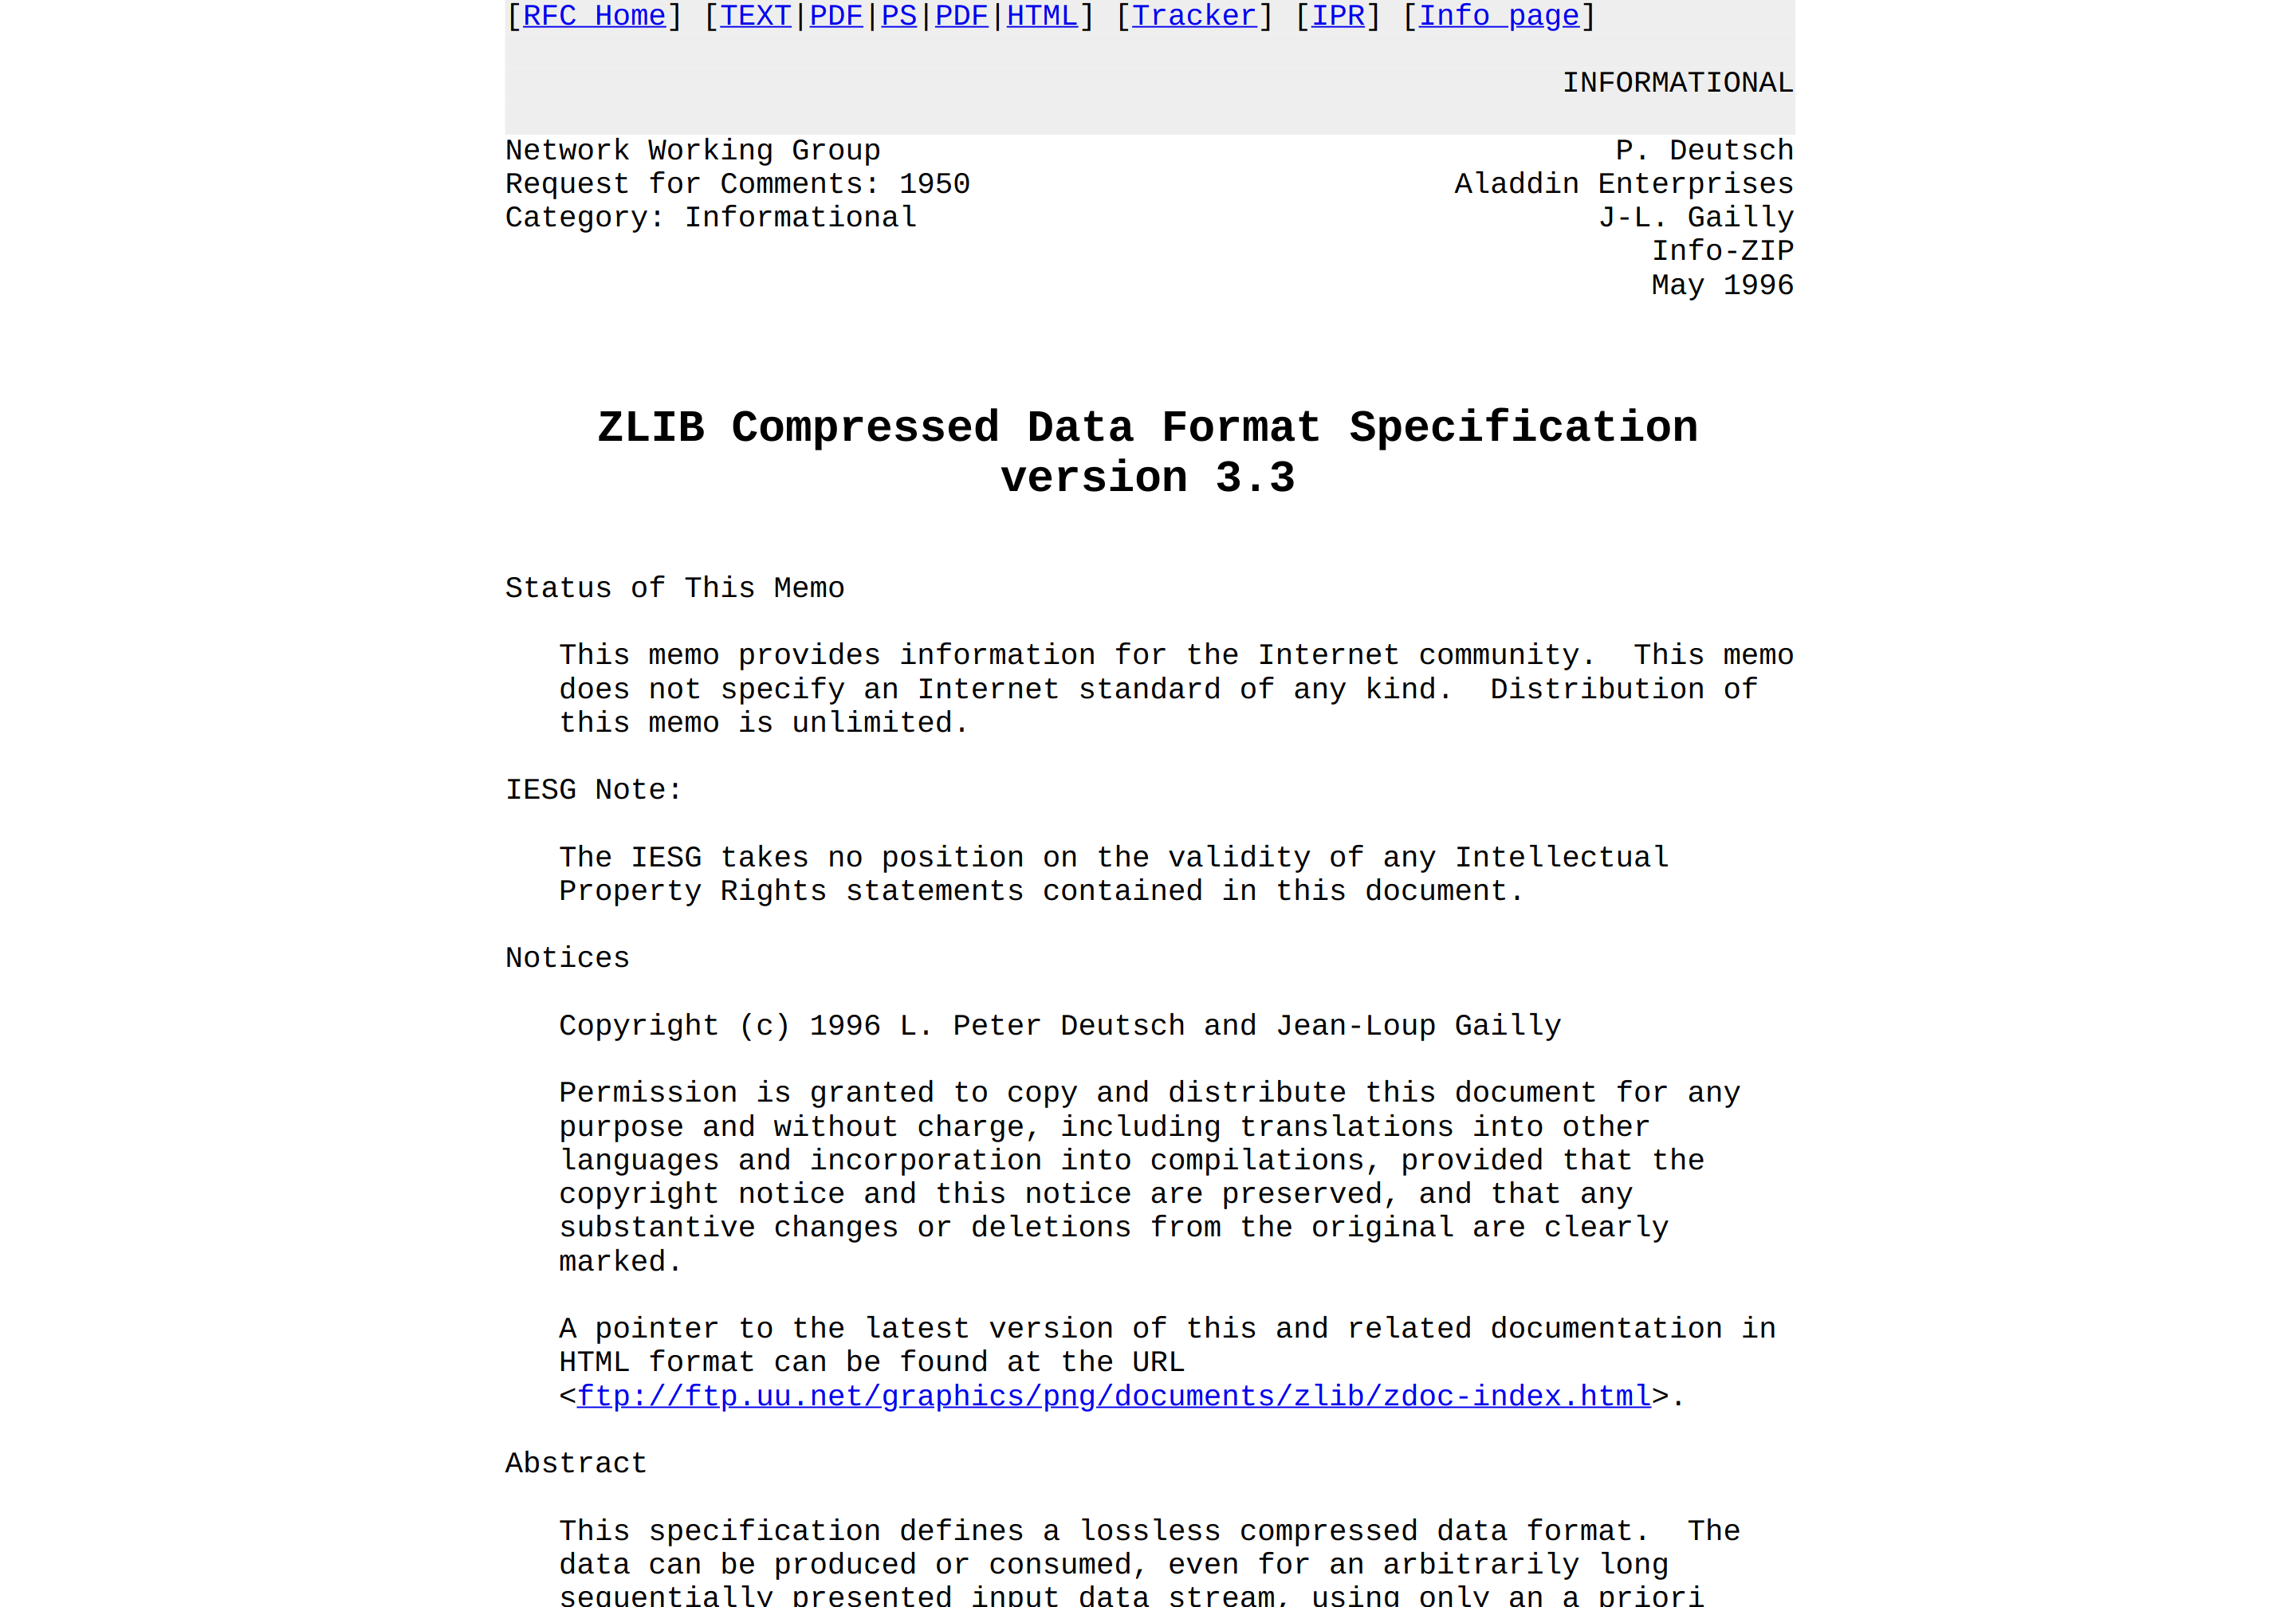 [RFC Home] [TEXT|PDF|PS|PDF|HTML] [Tracker] [IPR] [Info page]
INFORMATIONAL
Network Working Group P. Deutsch
Request for Comments: 1950 Aladdin Enterprises
Category: Informational J-L. Gailly
Info-ZIP
May 1996
ZLIB Compressed Data Format Specification
version 3.3
Status of This Memo
This memo provides information for the Internet community.  This memo
does not specify an Internet standard of any kind.  Distribution of
this memo is unlimited.
IESG Note:
The IESG takes no position on the validity of any Intellectual
Property Rights statements contained in this document.
Notices
Copyright (c) 1996 L. Peter Deutsch and Jean-Loup Gailly
Permission is granted to copy and distribute this document for any
purpose and without charge, including translations into other
languages and incorporation into compilations, provided that the
copyright notice and this notice are preserved, and that any
substantive changes or deletions from the original are clearly
marked.
A pointer to the latest version of this and related documentation in
HTML format can be found at the URL
<ftp://ftp.uu.net/graphics/png/documents/zlib/zdoc-index.html>.
Abstract
This specification defines a lossless compressed data format.  The
data can be produced or consumed, even for an arbitrarily long
sequentially presented input data stream, using only an a priori